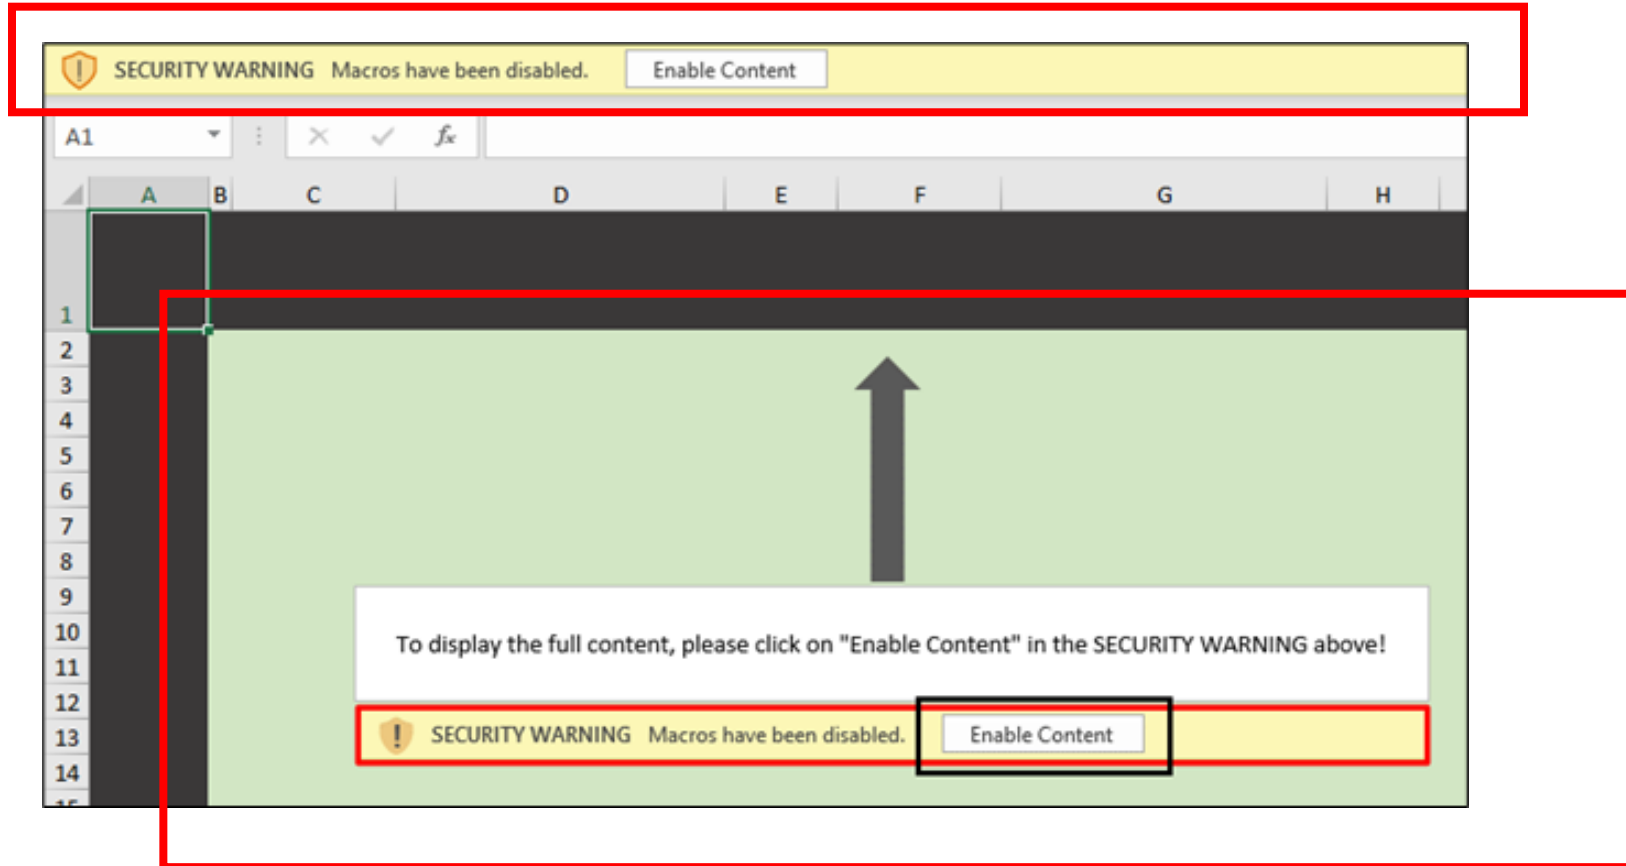 SECURITY WARNING Macros have been disabled. Enable Content
A1 fx
A B C D E F G H
1
2
3
4
5
6
7
8
9
10 To display the full content, please click on "Enable Content" in the SECURITY WARNING above!
11
12
13 SECURITY WARNING Macros have been disabled. Enable Content
14